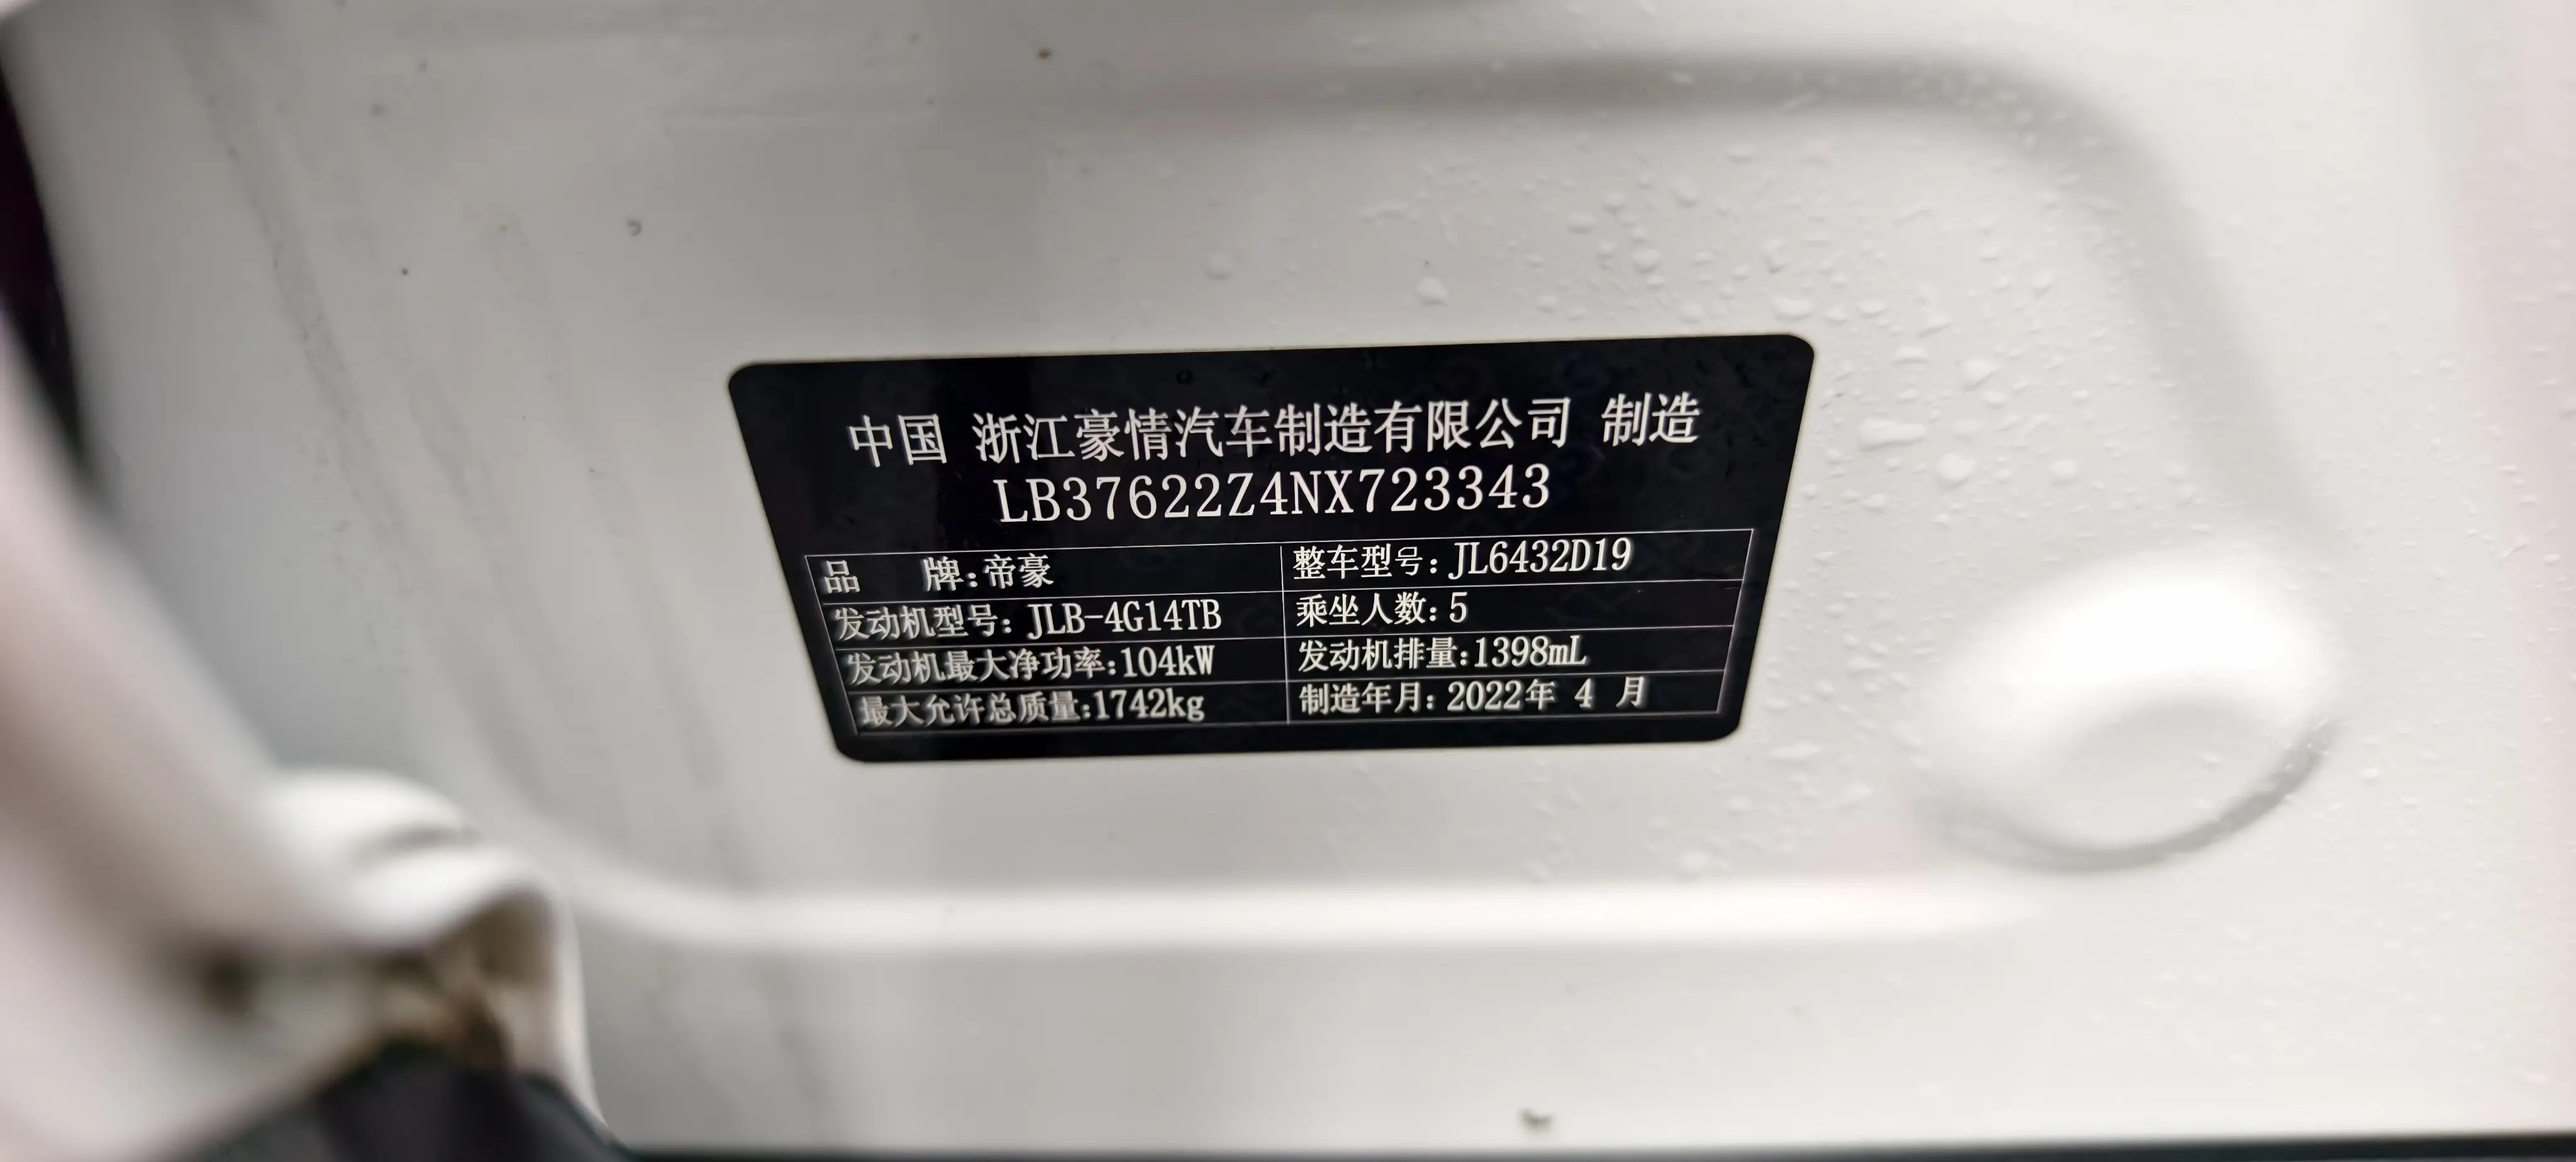 中国 浙江豪情汽车制造有限公司 制造
LB37622Z4NX723343
品 牌:帝豪 整车型号:JL6432D19
发动机型号:JLB-4G14TB 乘坐人数:5
发动机最大净功率:104kW 发动机排量:1398mL
最大允许总质量:1742kg 制造年月:2022年 4 月